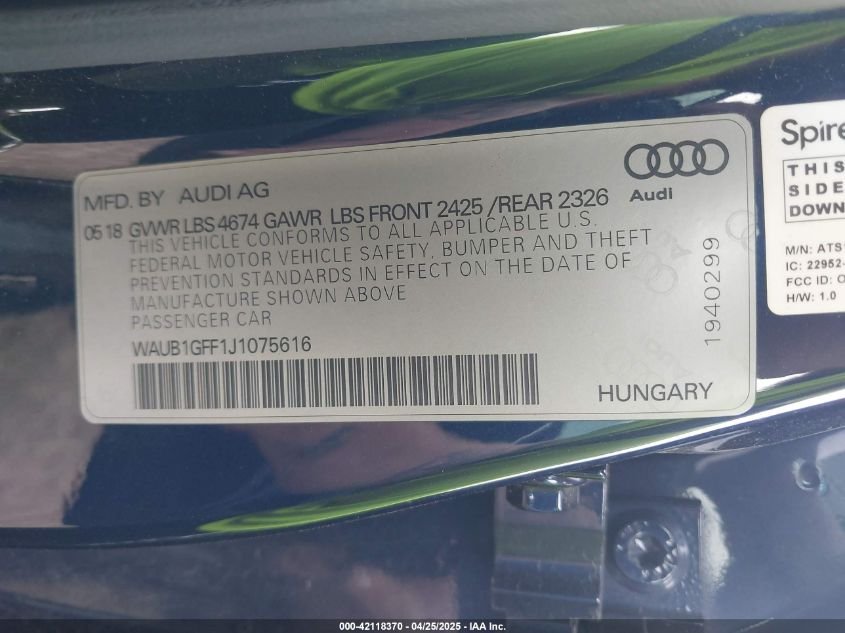 MFD. BY AUDI AG
Audi
05 18 GVWR LBS 4674 GAWR LBS FRONT 2425 /REAR 2326
THIS VEHICLE CONFORMS TO ALL APPLICABLE U.S.
FEDERAL MOTOR VEHICLE SAFETY, BUMPER AND THEFT
PREVENTION STANDARDS IN EFFECT ON THE DATE OF
MANUFACTURE SHOWN ABOVE
PASSENGER CAR
WAUB1GFF1J1075616
HUNGARY
1940299
Spire
THIS
SIDE
DOWN
M/N: ATS
IC: 22952-
FCC ID: O
H/W: 1.0
000-42118370 - 04/25/2025 - IAA Inc.